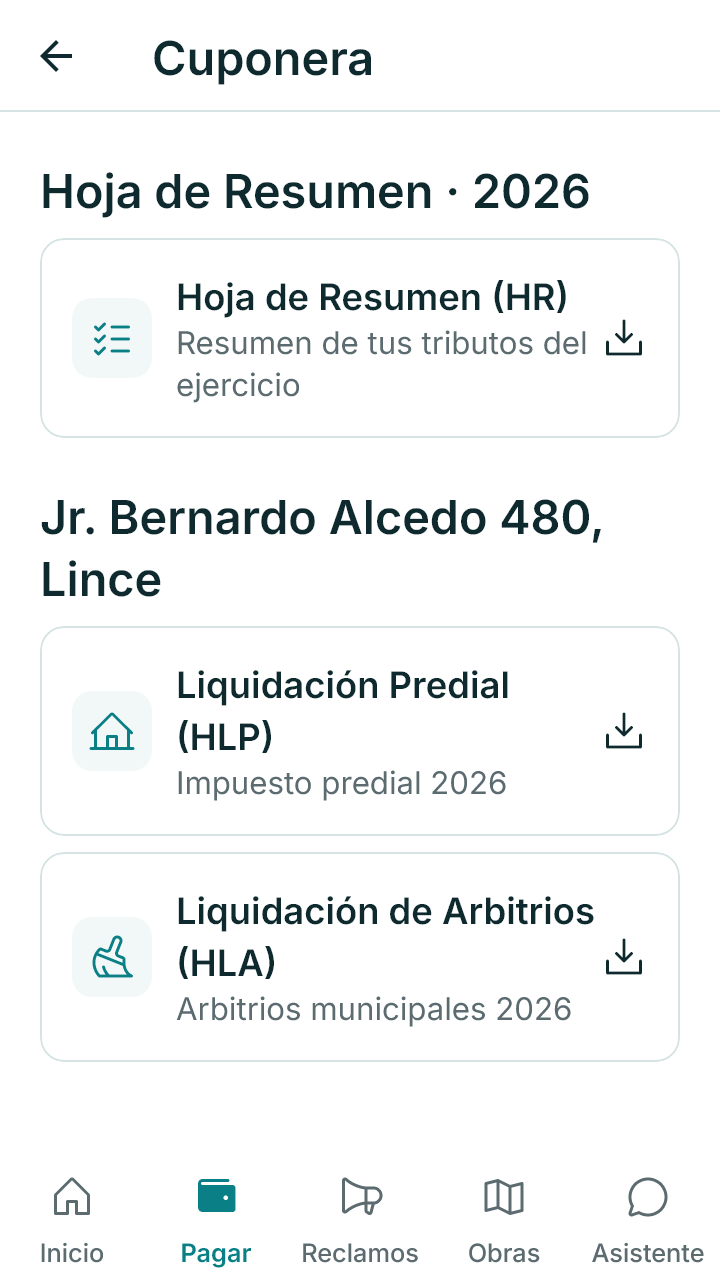 Cuponera
Hoja de Resumen · 2026
Hoja de Resumen (HR)
Resumen de tus tributos del
ejercicio
Jr. Bernardo Alcedo 480,
Lince
Liquidación Predial
(HLP)
Impuesto predial 2026
Liquidación de Arbitrios
(HLA)
Arbitrios municipales 2026
Inicio
Pagar
Reclamos
Obras
Asistente